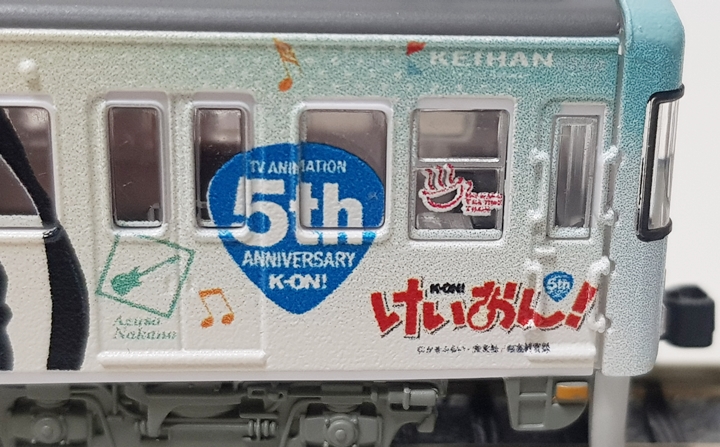 KEIHAN
TV ANIMATION
5th
ANNIVERSARY
K-ON!
Azusa
Nakano
K-ON!
5th
けいおん!